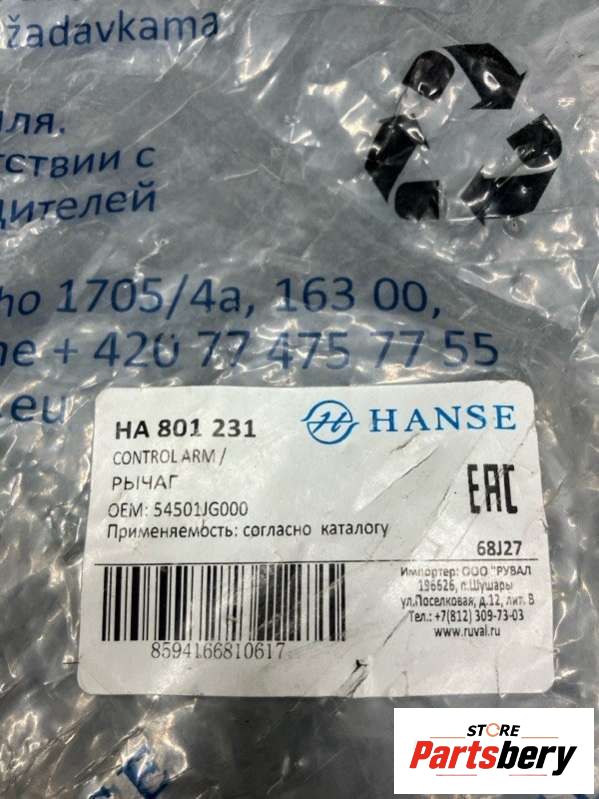 žadavkama
ля.
тствии с
дителей
ho 1705/4a, 163 00,
ne + 420 77 475 77 55
.eu
HA 801 231
HANSE
CONTROL ARM /
РЫЧАГ
OEM: 54501JG000
Применяемость: согласно каталогу
EAC
68J27
Импортер: ООО "РУВАЛ
196626, п.Шушары
ул.Поселковая, д.12, лит. В
Тел.: +7(812) 309-73-03
www.ruval.ru
8594166810617
STORE
Partsbery